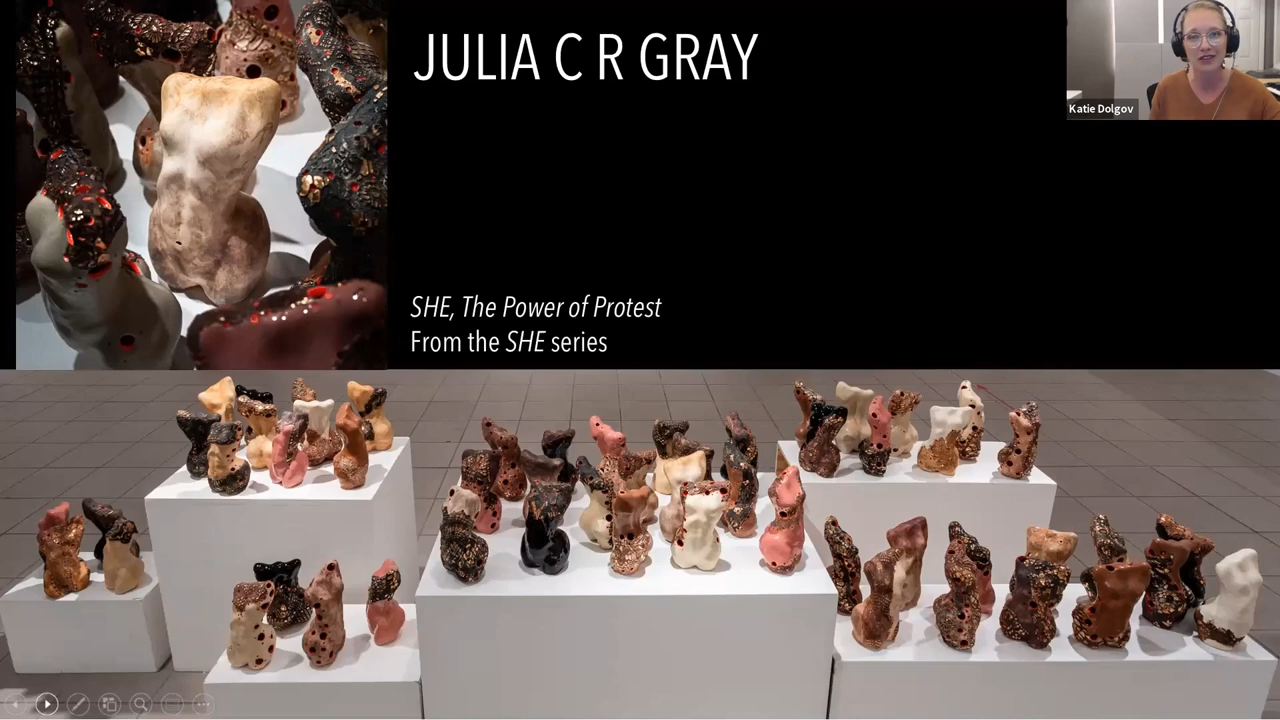 JULIA C R GRAY
Katie Dolgov
SHE, The Power of Protest
From the SHE series